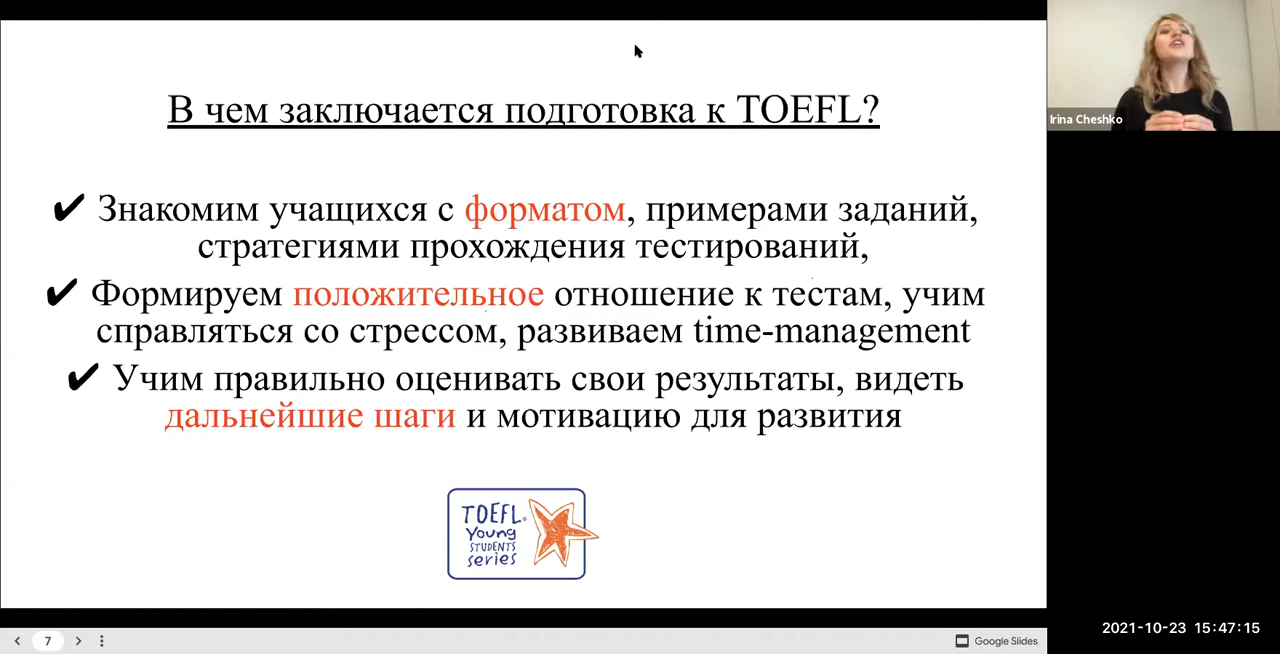 В чем заключается подготовка к TOEFL?
Irina Cheshko
✔ Знакомим учащихся с форматом, примерами заданий,
стратегиями прохождения тестирований,
✔ Формируем положительное отношение к тестам, учим
справляться со стрессом, развиваем time-management
✔ Учим правильно оценивать свои результаты, видеть
дальнейшие шаги и мотивацию для развития
TOEFL®
Young
STUDENTS
series
7
Google Slides
2021-10-23 15:47:15